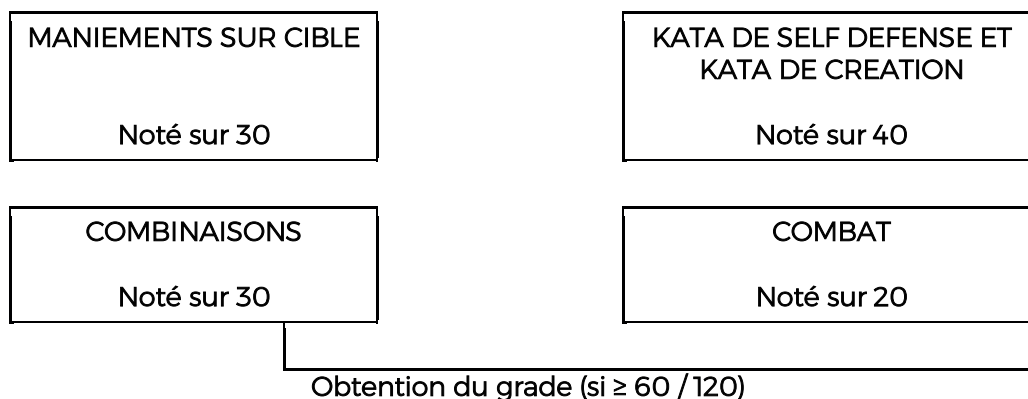 MANIEMENTS SUR CIBLE
Noté sur 30
KATA DE SELF DEFENSE ET
KATA DE CREATION
Noté sur 40
COMBINAISONS
Noté sur 30
COMBAT
Noté sur 20
Obtention du grade (si ≥ 60 / 120)